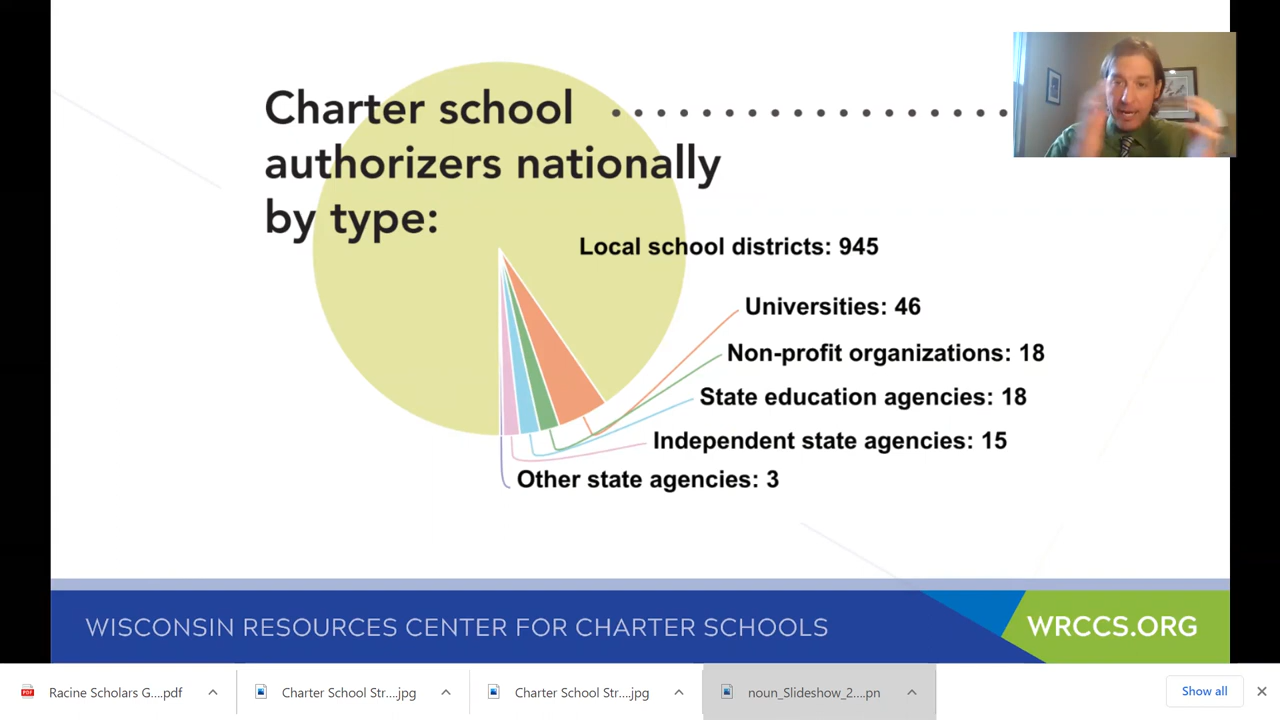 Charter school
authorizers nationally
by type:
Local school districts: 945
Universities: 46
Non-profit organizations: 18
State education agencies: 18
Independent state agencies: 15
Other state agencies: 3
WISCONSIN RESOURCES CENTER FOR CHARTER SCHOOLS
WRCCS.ORG
PDF
Racine Scholars G....pdf
Charter School Str....jpg
Charter School Str....jpg
noun_Slideshow_2....pn
Show all